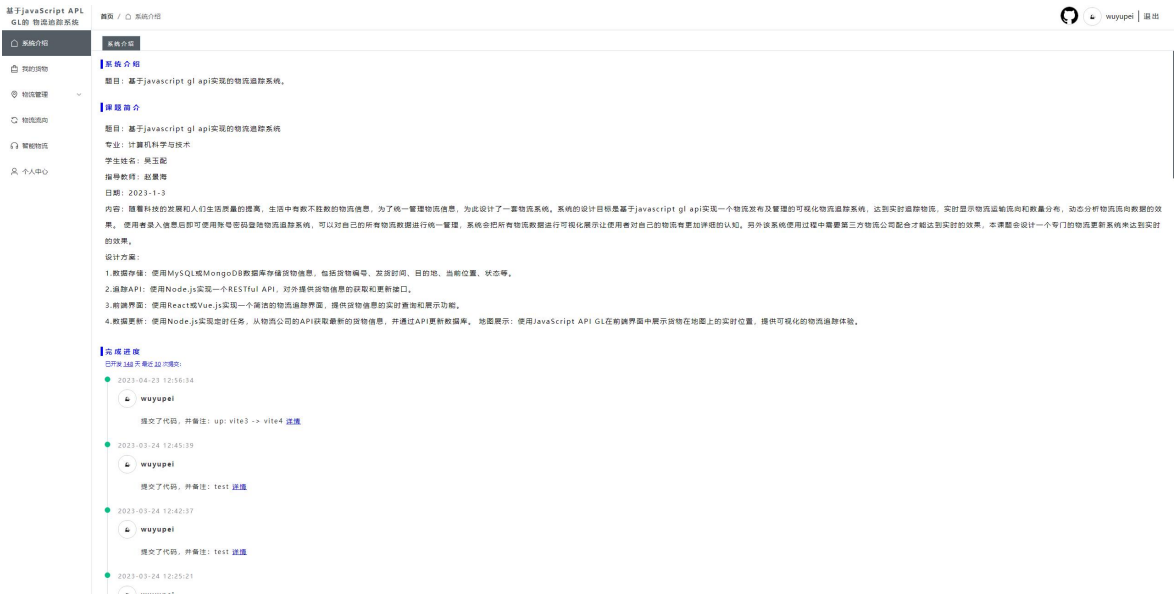 基于javaScript APL
GL的 物流追踪系统
首页 / 系统介绍
wuyupei | 退出
系统介绍
我的货物
物流管理
物流流向
智能物流
个人中心
系统介绍
系统介绍
题目：基于javascript gl api实现的物流追踪系统。
课题简介
题目：基于javascript gl api实现的物流追踪系统
专业：计算机科学与技术
学生姓名：吴玉配
指导教师：赵景海
日期：2023-1-3
内容：随着科技的发展和人们生活质量的提高，生活中有数不胜数的物流信息，为了统一管理物流信息，为此设计了一套物流系统。系统的设计目标是基于javascript gl api实现一个物流发布及管理的可视化物流追踪系统，达到实时追踪物流，实时显示物流运输流向和数量分布，动态分析物流流向数据的效
果。 使用者录入信息后即可使用账号密码登陆物流追踪系统，可以对自己的所有物流数据进行统一管理，系统会把所有物流数据进行可视化展示让使用者对自己的物流有更加详细的认知。另外该系统使用过程中需要第三方物流公司配合才能达到实时的效果，本课题会设计一个专门的物流更新系统来达到实时
的效果。
设计方案：
1.数据存储：使用MySQL或MongoDB数据库存储货物信息，包括货物编号、发货时间、目的地、当前位置、状态等。
2.追踪API：使用Node.js实现一个RESTful API，对外提供货物信息的获取和更新接口。
3.前端界面：使用React或Vue.js实现一个简洁的物流追踪界面，提供货物信息的实时查询和展示功能。
4.数据更新：使用Node.js实现定时任务，从物流公司的API获取最新的货物信息，并通过API更新数据库。 地图展示：使用JavaScript API GL在前端界面中展示货物在地图上的实时位置，提供可视化的物流追踪体验。
完成进度
已开发 148 天 最近 10 次提交：
2023-04-23 12:56:34
wuyupei
提交了代码，并备注：up: vite3 -> vite4 详情
2023-03-24 12:45:39
wuyupei
提交了代码，并备注：test 详情
2023-03-24 12:42:37
wuyupei
提交了代码，并备注：test 详情
2023-03-24 12:25:21